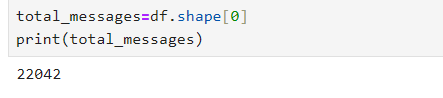 total_messages=df.shape[0]
print(total_messages)
22042